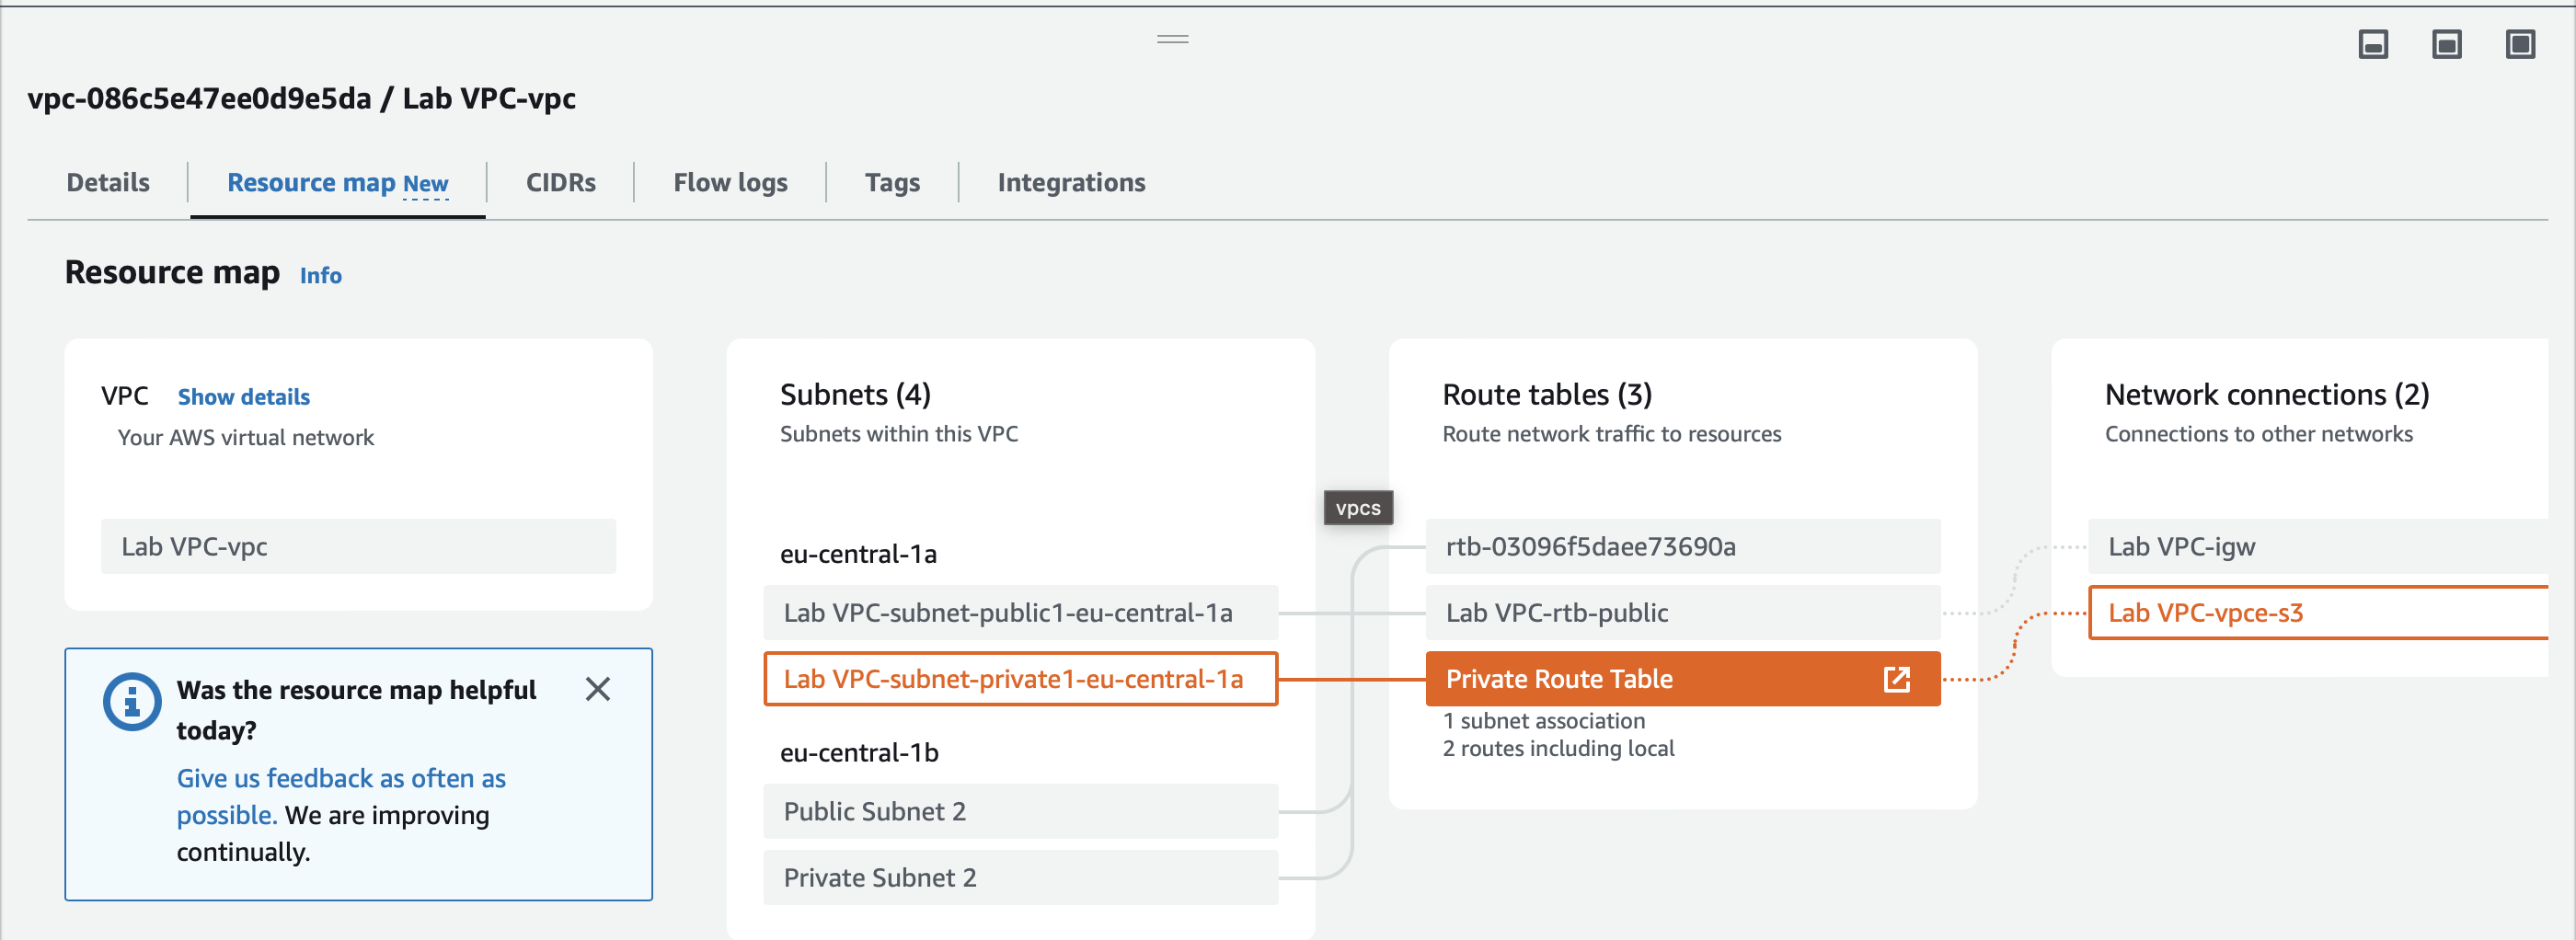 vpc-086c5e47ee0d9e5da / Lab VPC-vpc
Details
Resource map New
CIDRs
Flow logs
Tags
Integrations
Resource map Info
VPC Show details
Your AWS virtual network
Lab VPC-vpc
Was the resource map helpful
today?
Give us feedback as often as
possible. We are improving
continually.
Subnets (4)
Subnets within this VPC
eu-central-1a
Lab VPC-subnet-public1-eu-central-1a
Lab VPC-subnet-private1-eu-central-1a
eu-central-1b
Public Subnet 2
Private Subnet 2
vpcs
Route tables (3)
Route network traffic to resources
rtb-03096f5daee73690a
Lab VPC-rtb-public
Private Route Table
1 subnet association
2 routes including local
Network connections (2)
Connections to other networks
Lab VPC-igw
Lab VPC-vpce-s3